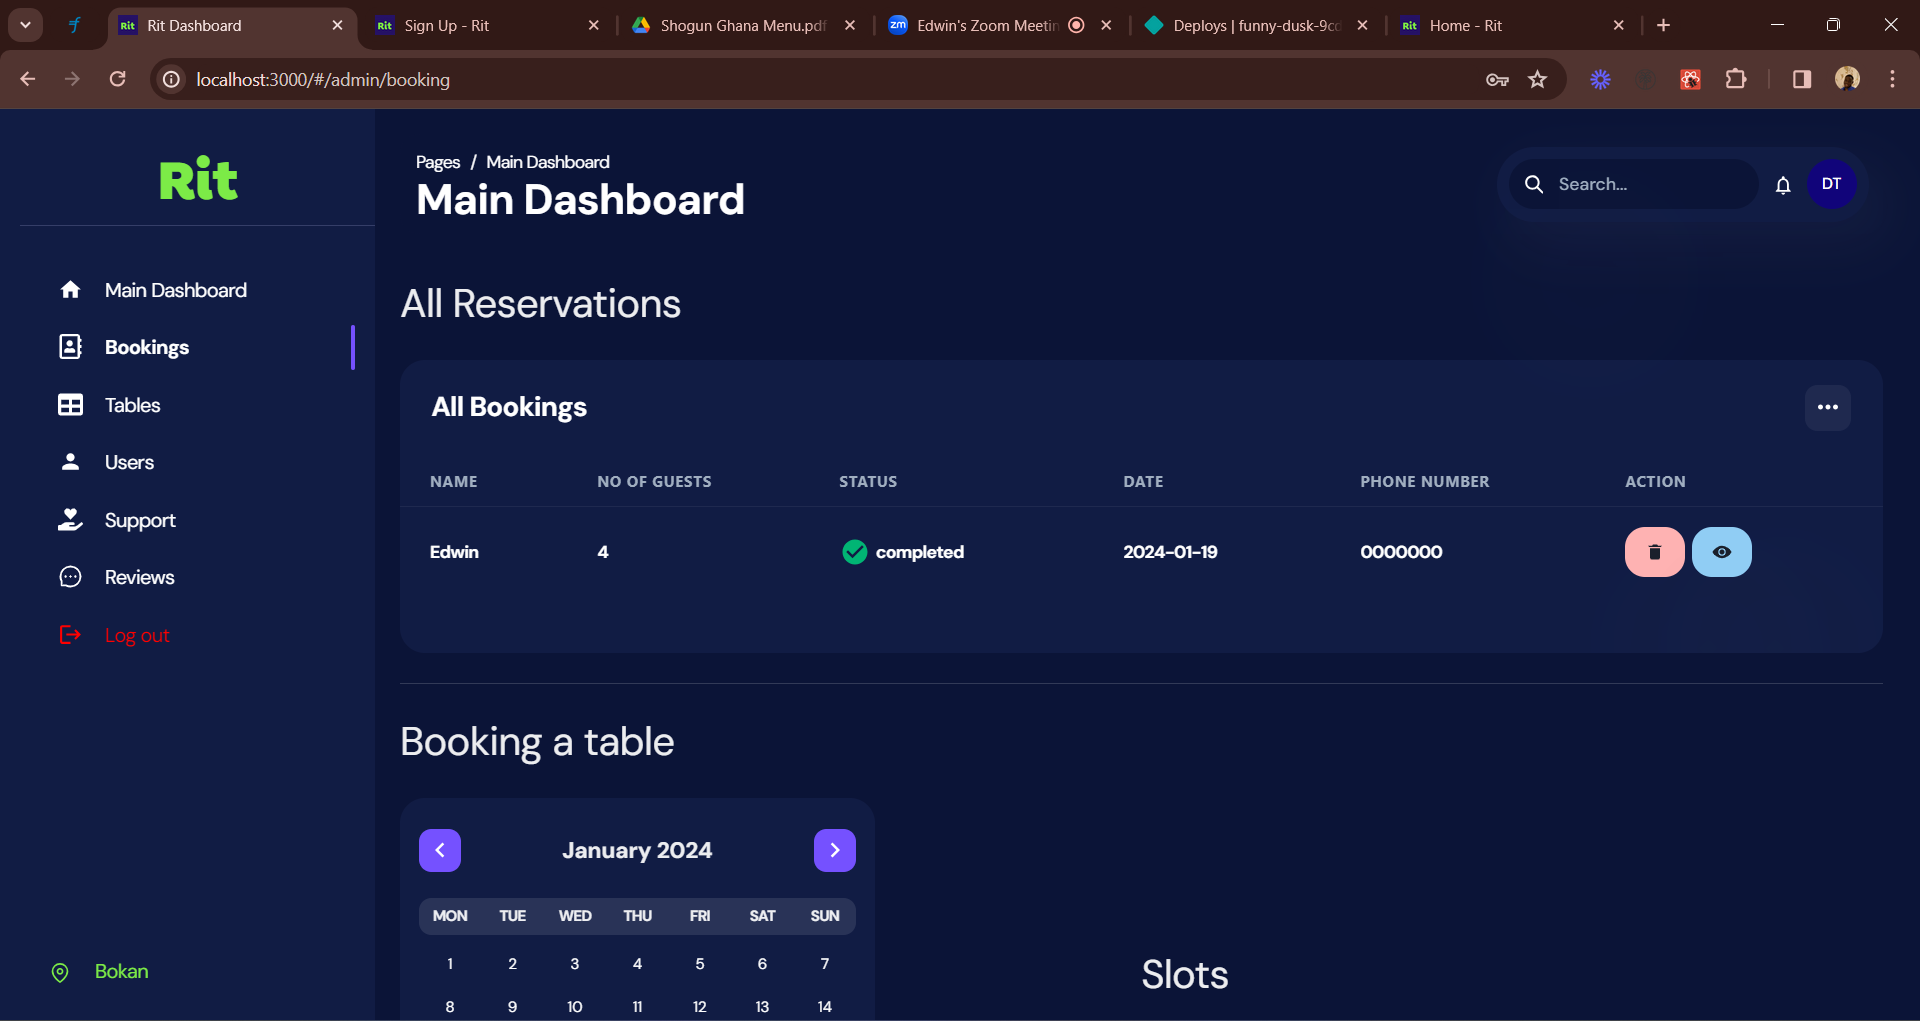 Rit Dashboard
Sign Up - Rit
Shogun Ghana Menu.pdf
Edwin's Zoom Meetin
Deploys | funny-dusk-9cd
Home - Rit
localhost:3000/#/admin/booking
Rit
Pages / Main Dashboard
Main Dashboard
Search...
DT
Main Dashboard
Bookings
Tables
Users
Support
Reviews
Log out
Bokan
All Reservations
All Bookings
NAME NO OF GUESTS STATUS DATE PHONE NUMBER ACTION
Edwin 4 completed 2024-01-19 0000000
Booking a table
January 2024
MON TUE WED THU FRI SAT SUN
1 2 3 4 5 6 7
8 9 10 11 12 13 14
Slots